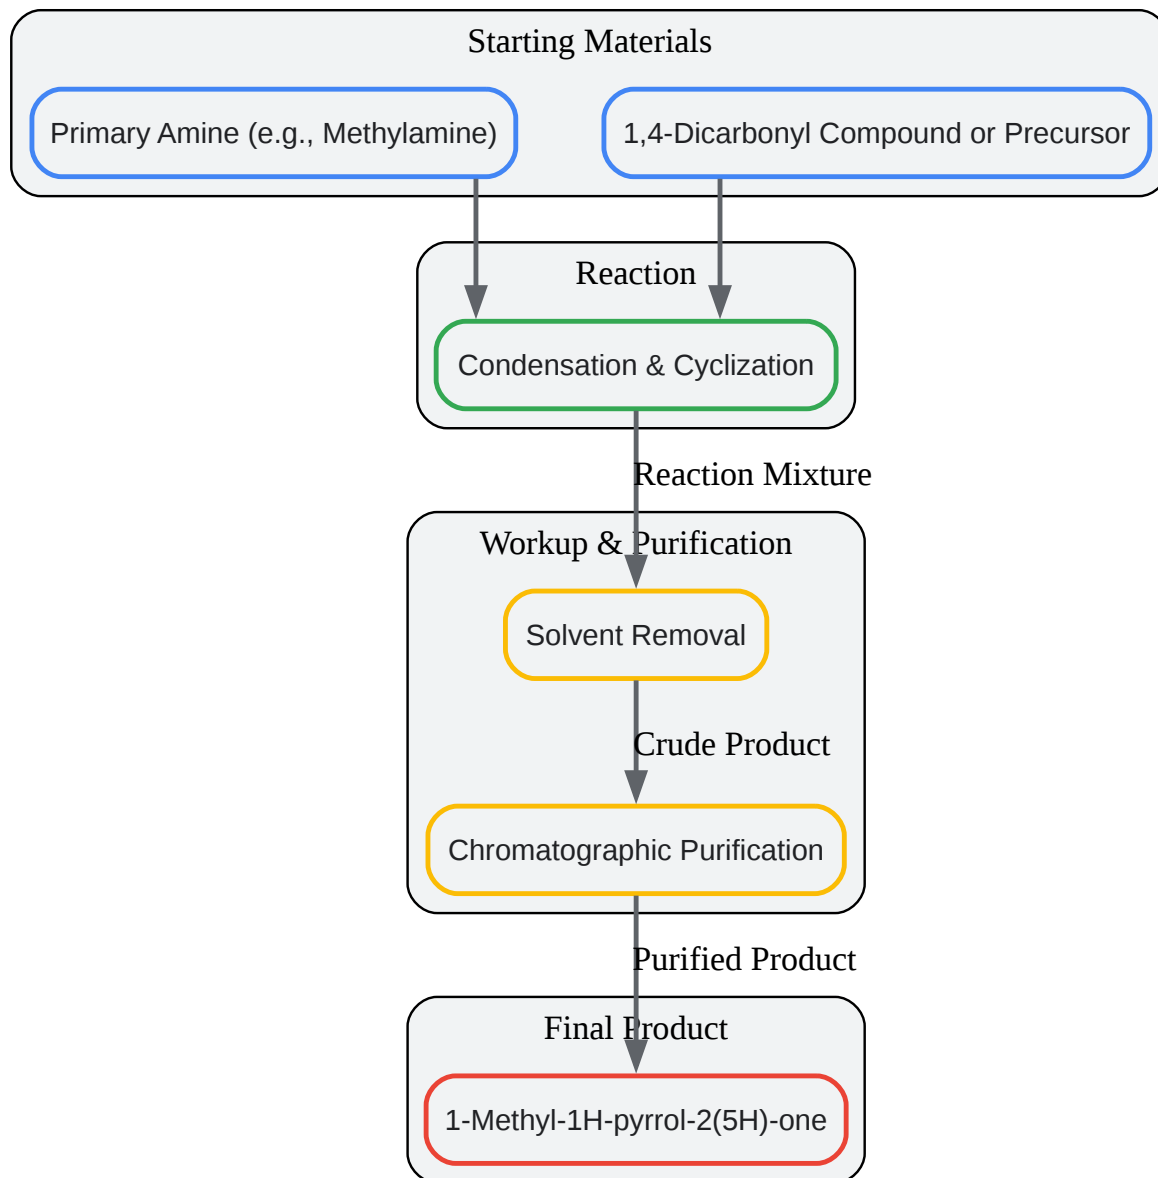 Starting Materials
Primary Amine (e.g., Methylamine)
1,4-Dicarbonyl Compound or Precursor
Reaction
Condensation & Cyclization
Reaction Mixture
Workup & Purification
Solvent Removal
Crude Product
Chromatographic Purification
Purified Product
Final Product
1-Methyl-1H-pyrrol-2(5H)-one